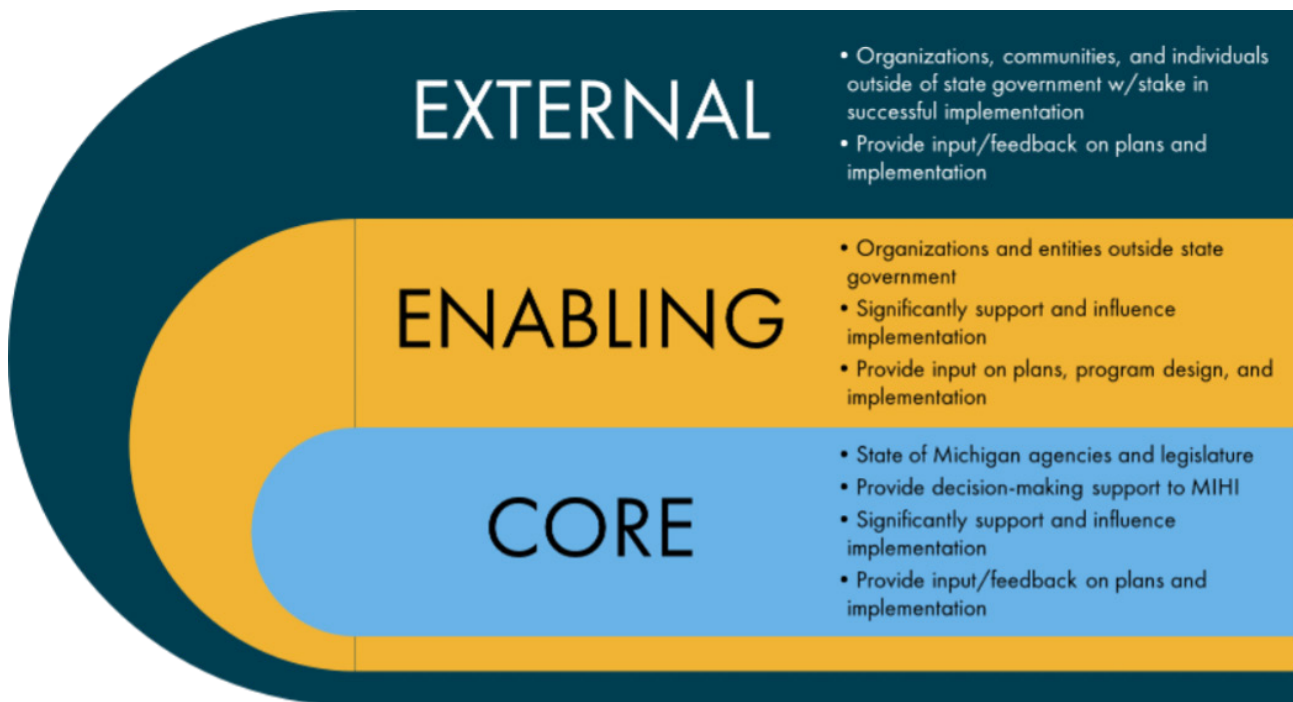 EXTERNAL
• Organizations, communities, and individuals
outside of state government w/stake in
successful implementation
• Provide input/feedback on plans and
implementation
ENABLING
• Organizations and entities outside state
government
• Significantly support and influence
implementation
• Provide input on plans, program design, and
implementation
CORE
• State of Michigan agencies and legislature
• Provide decision-making support to MIHI
• Significantly support and influence
implementation
• Provide input/feedback on plans and
implementation